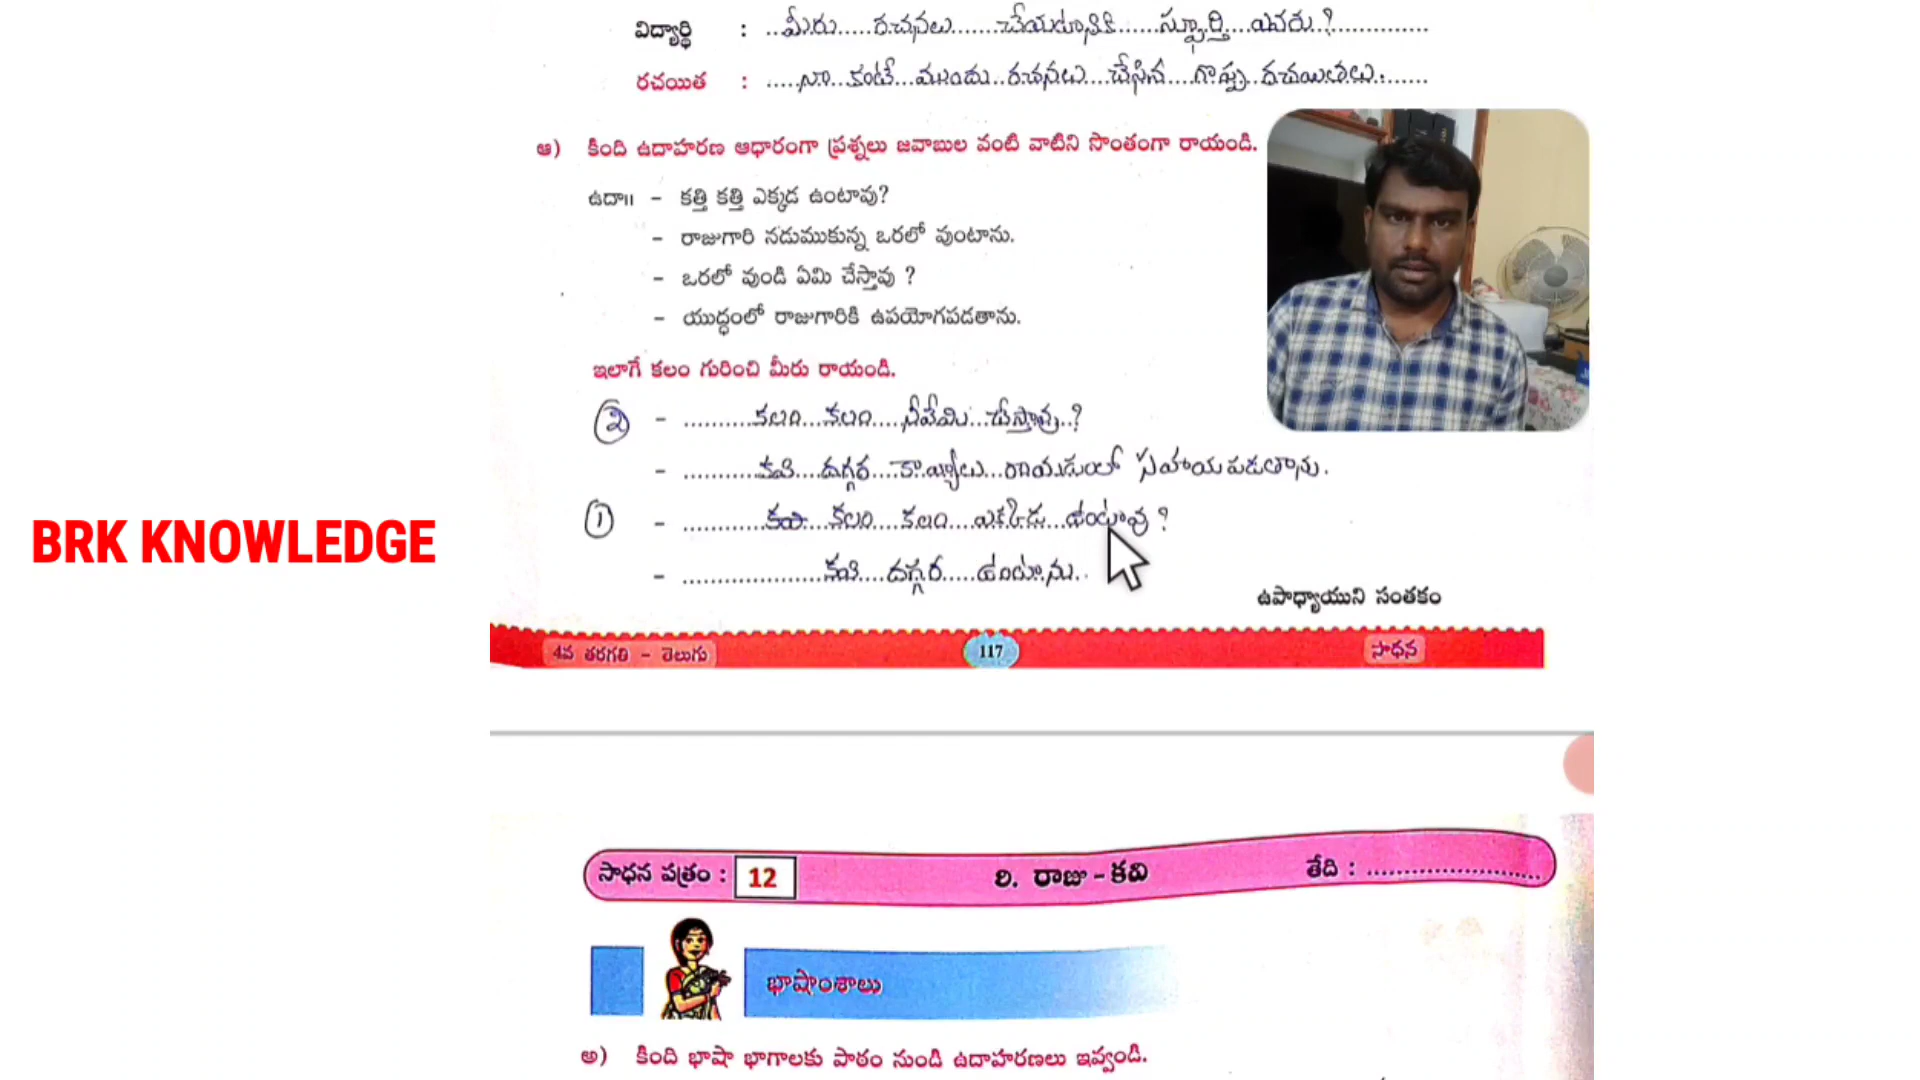 విద్యార్థి : మీరు రచనలు చేయడానికి స్ఫూర్తి ఎవరు?
రచయిత : నా కంటే ముందు రచనలు చేసిన గొప్ప రచయితలు.
ఆ) కింది ఉదాహరణ ఆధారంగా ప్రశ్నలు జవాబుల వంటి వాటిని సొంతంగా రాయండి.
ఉదా॥ – కత్తి కత్తి ఎక్కడ ఉంటావు?
– రాజుగారి నడుముకున్న ఒరలో వుంటాను.
– ఒరలో వుండి ఏమి చేస్తావు ?
– యుద్ధంలో రాజుగారికి ఉపయోగపడతాను.
ఇలాగే కలం గురించి మీరు రాయండి.
② – కలం కలం నీవేమి చేస్తావు?
– కవి దగ్గర కావ్యాలు రాయడంలో సహాయపడతాను.
① – కలం కలం ఎక్కడ ఉంటావు?
– కవి దగ్గర ఉంటాను.
BRK KNOWLEDGE
ఉపాధ్యాయుని సంతకం
4వ తరగతి – తెలుగు 117 సాధన
సాధన పత్రం : 12 రి. రాజు – కవి తేది :
భాషాంశాలు
అ) కింది భాషా భాగాలకు పాఠం నుండి ఉదాహరణలు ఇవ్వండి.